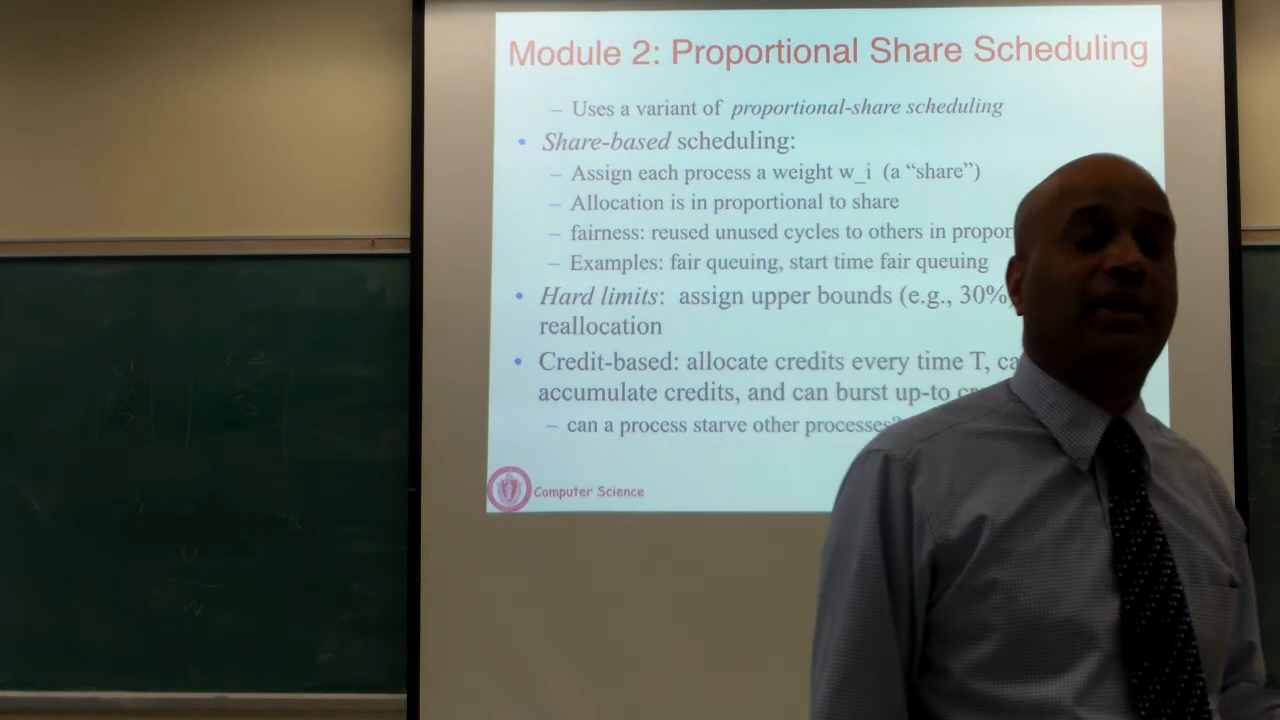 Module 2: Proportional Share Scheduling
– Uses a variant of proportional-share scheduling
• Share-based scheduling:
– Assign each process a weight w_i (a “share”)
– Allocation is in proportional to share
– fairness: reused unused cycles to others in propor
– Examples: fair queuing, start time fair queuing
• Hard limits: assign upper bounds (e.g., 30%)
reallocation
• Credit-based: allocate credits every time T, ca
accumulate credits, and can burst up-to
– can a process starve other processes?
Computer Science